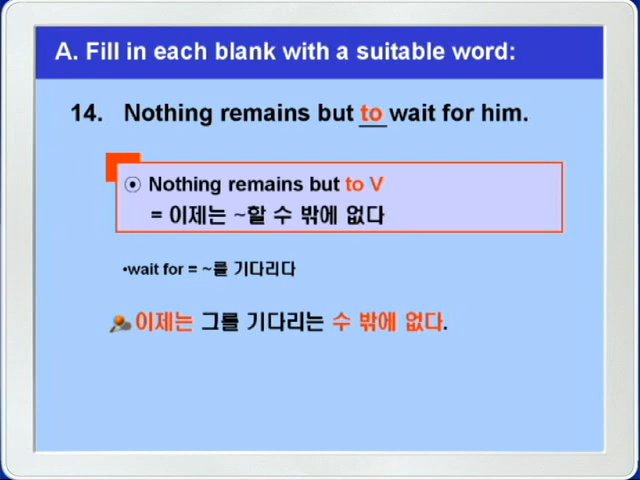 A. Fill in each blank with a suitable word:
14. Nothing remains but to wait for him.
⊙ Nothing remains but to V
= 이제는 ~할 수 밖에 없다
•wait for = ~를 기다리다
이제는 그를 기다리는 수 밖에 없다.